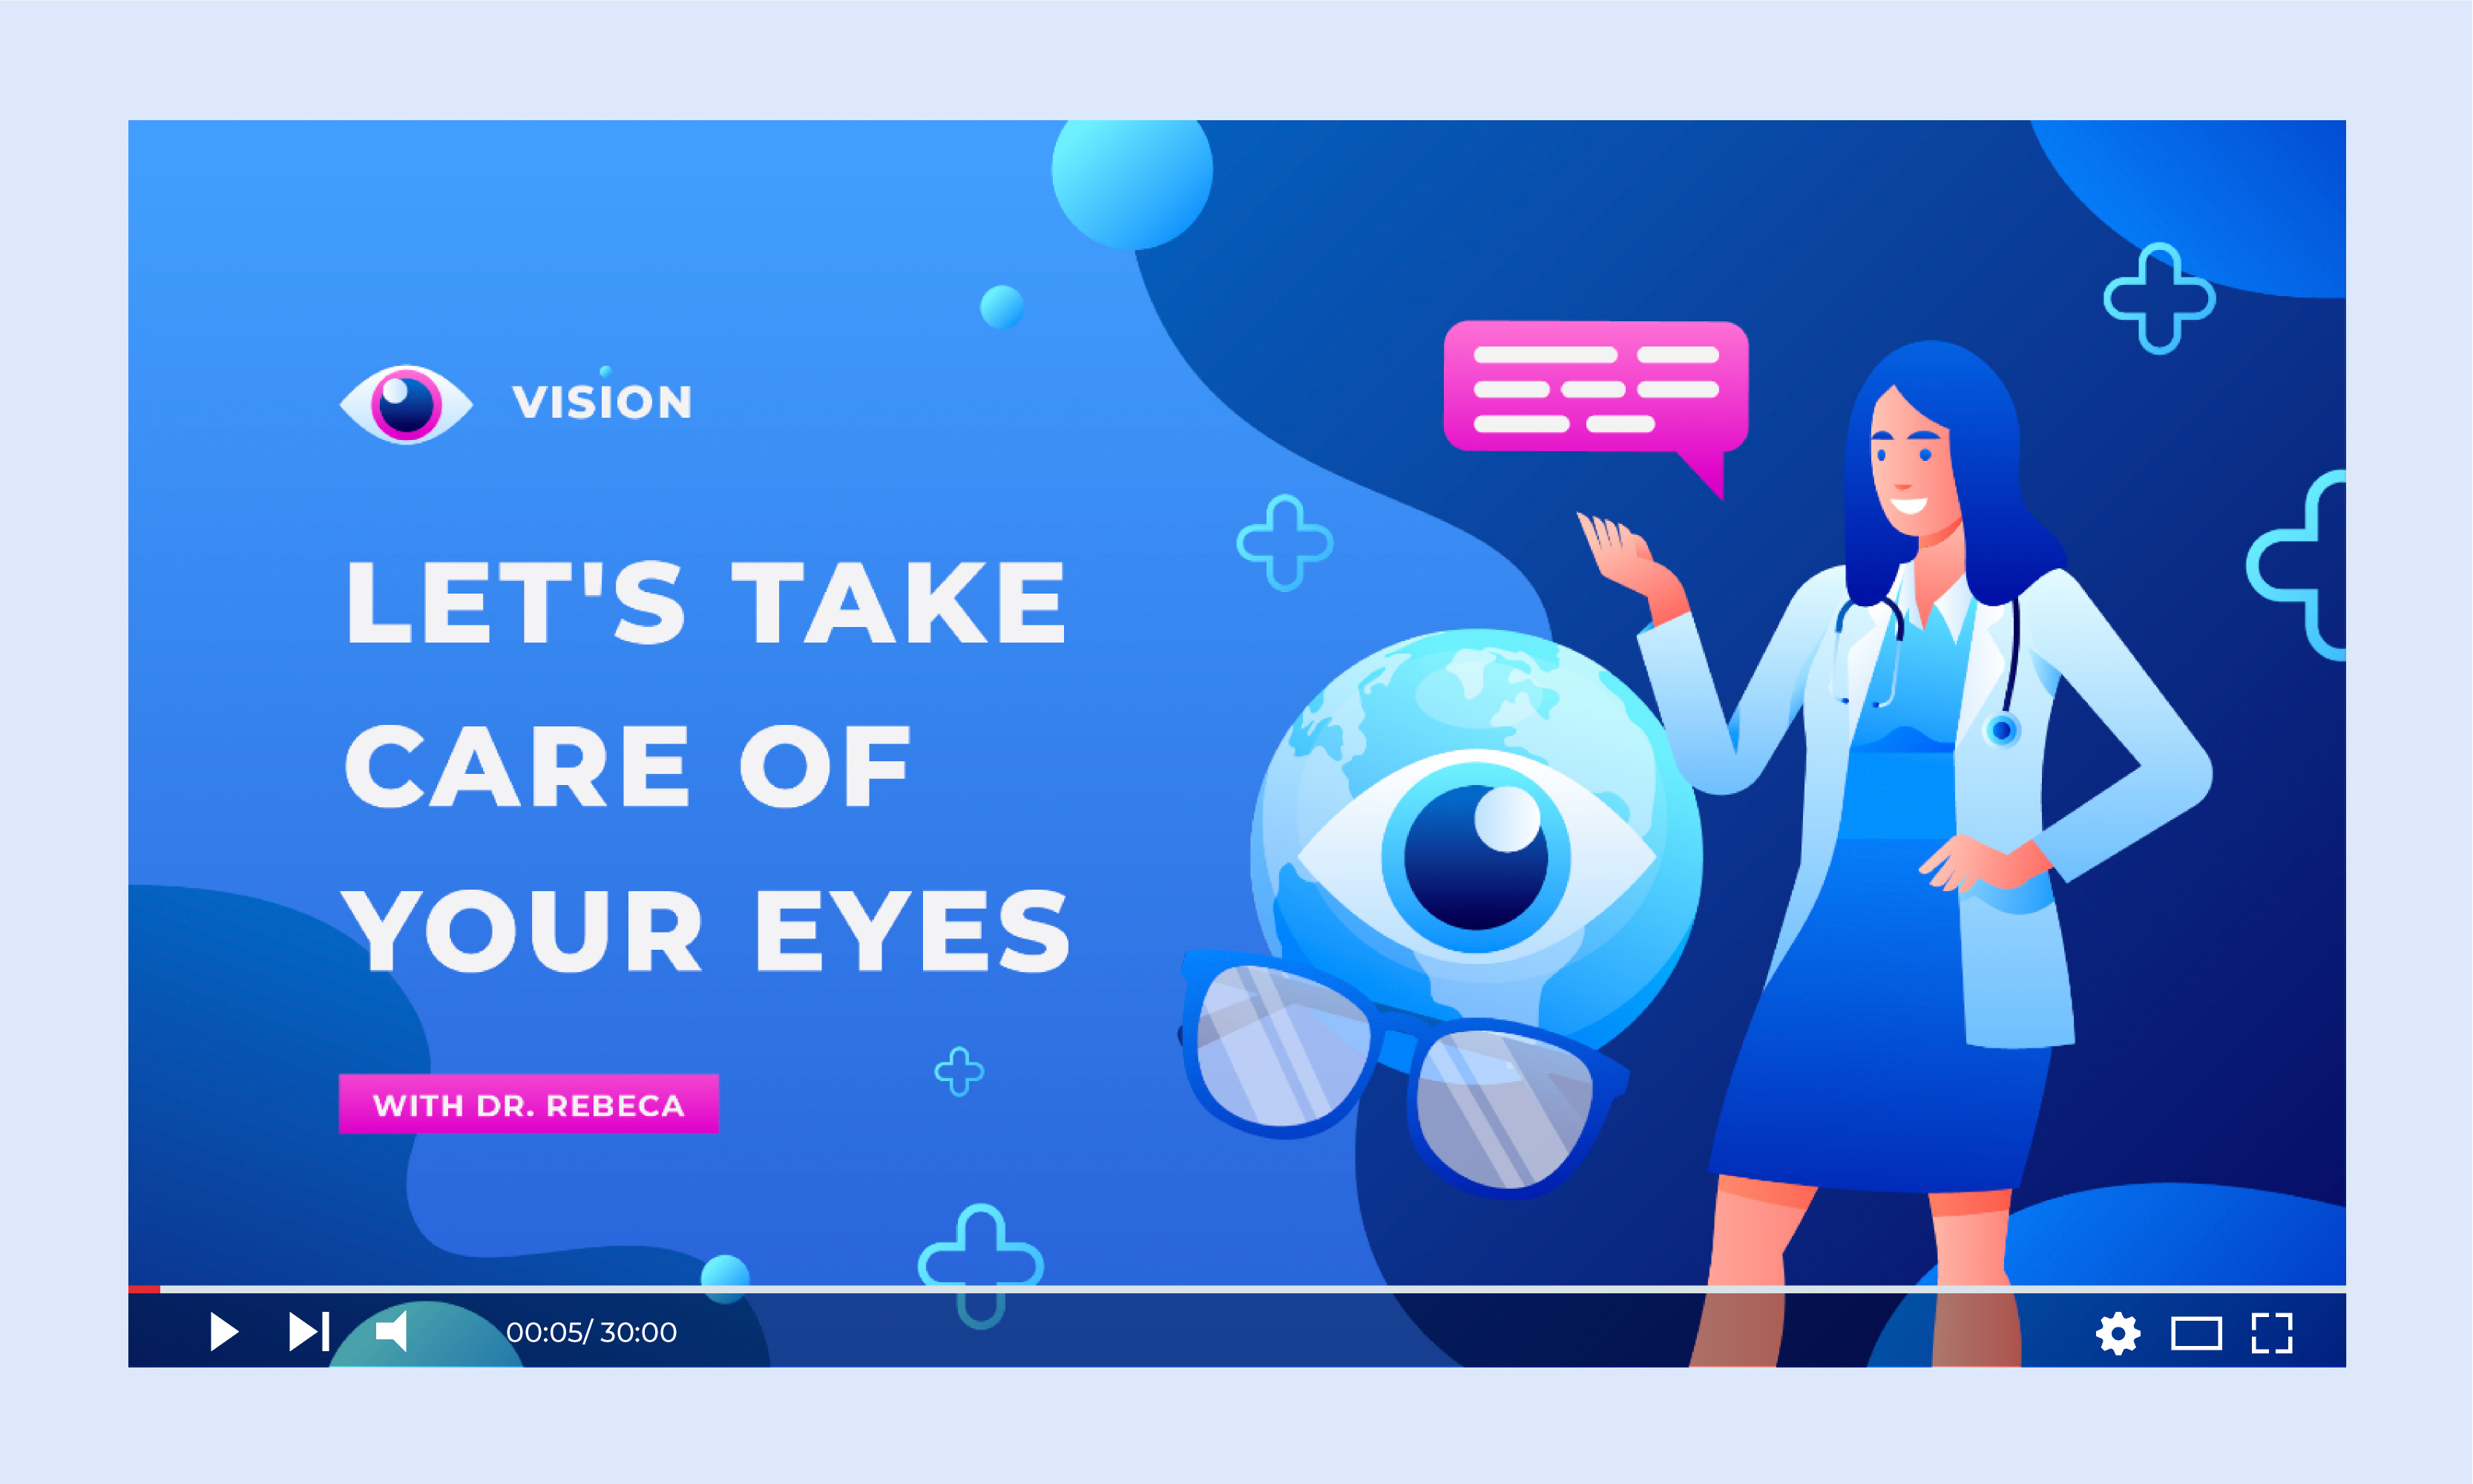 VISION
LET'S TAKE
CARE OF
YOUR EYES
WITH DR. REBECA
00:05/ 30:00